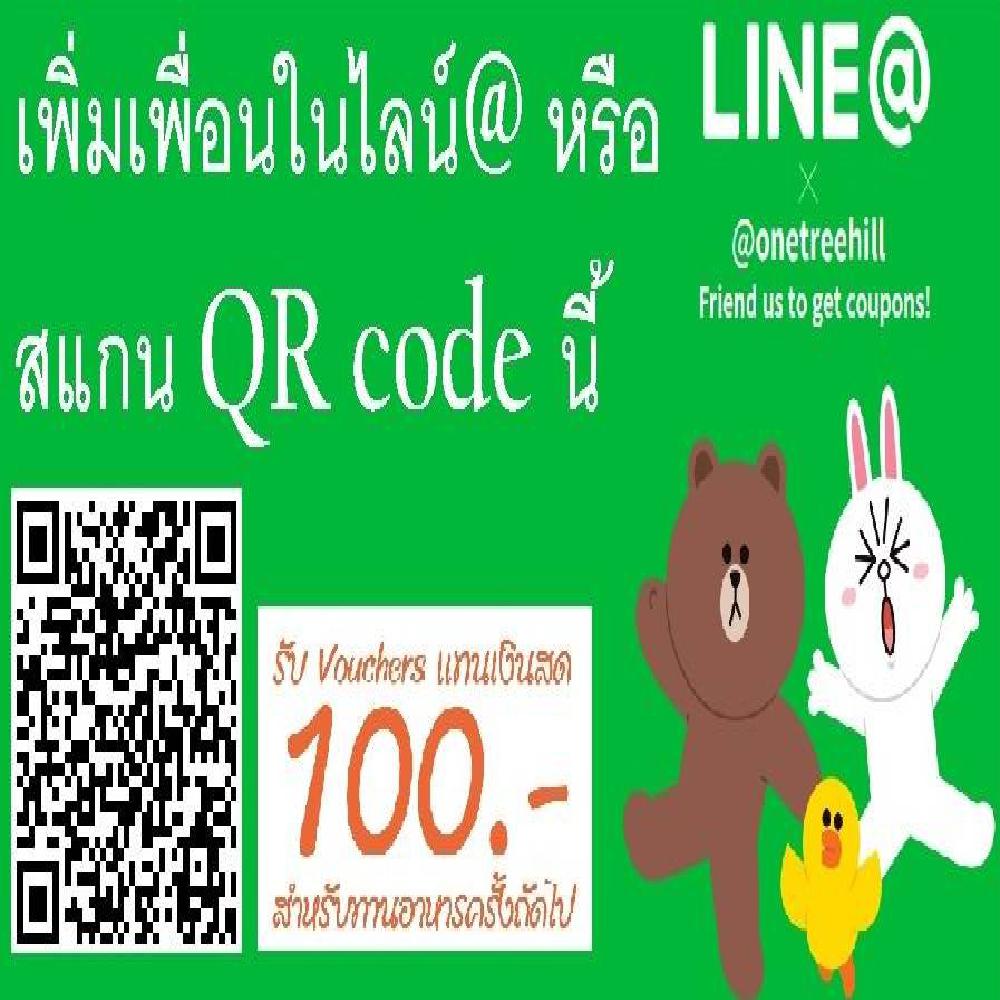 เพิ่มเพื่อนในไลน์@ หรือ
สแกน QR code นี้
LINE@
@onetreehill
Friend us to get coupons!
รับ Vouchers แทนเงินสด
100.-
สำหรับทานอาหารครั้งถัดไป